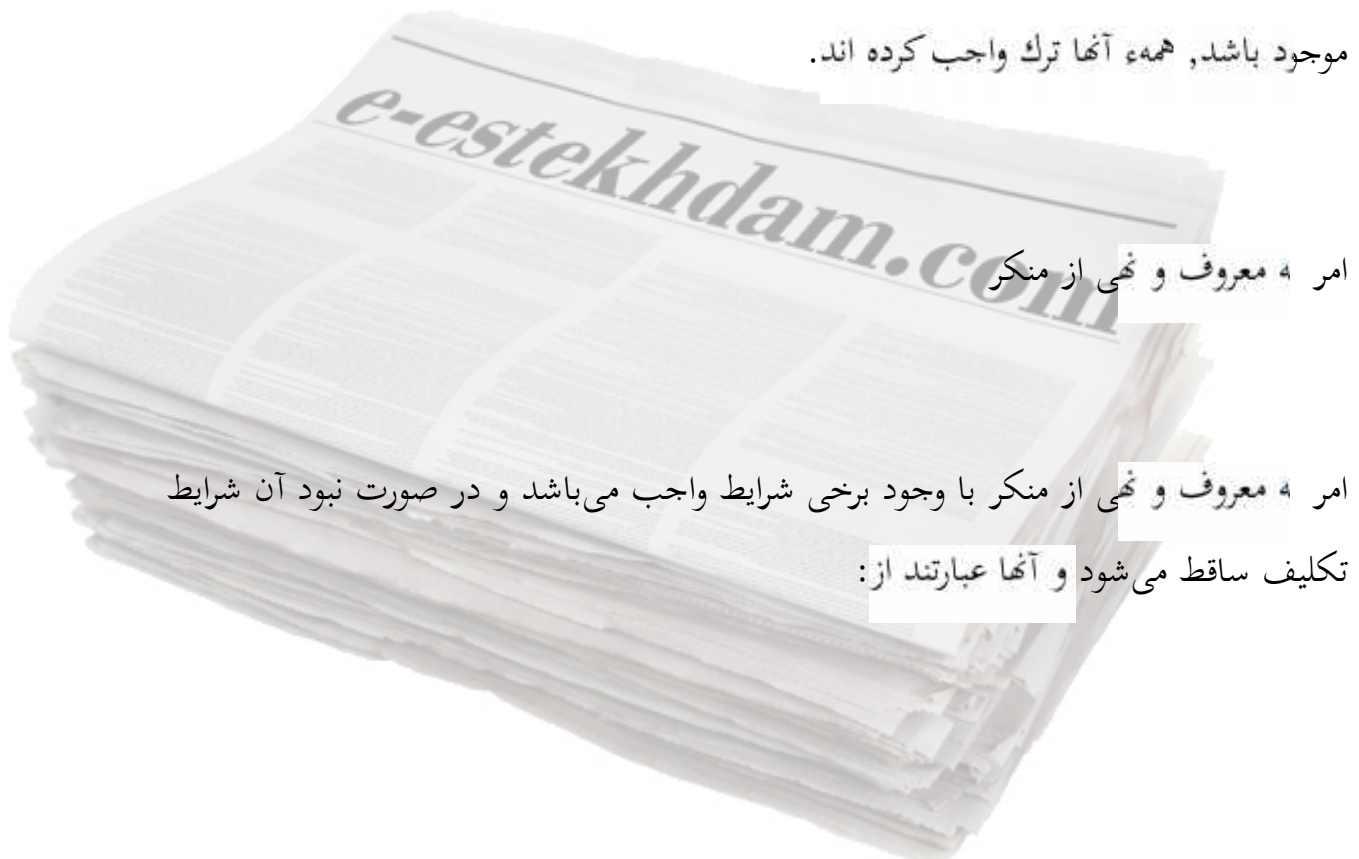 موجود باشد, همهء آنها ترك واجب كرده اند.
e-estekhdam.com
امر به معروف و نهی از منکر
امر به معروف و نهی از منکر با وجود برخی شرایط واجب می‌باشد و در صورت نبود آن شرایط
تکلیف ساقط می‌شود و آنها عبارتند از: